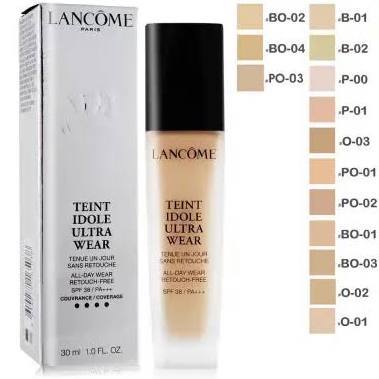 LANCÔME
PARIS
TEINT
IDOLE
ULTRA
WEAR
TENUE UN JOUR
SANS RETOUCHE
ALL-DAY WEAR
RETOUCH-FREE
SPF 38 / PA+++
COUVRANCE / COVERAGE
30 ml 1.0 FL. OZ.
LANCÔME
TEINT
IDOLE
ULTRA
WEAR
TENUE UN JOUR
SANS RETOUCHE
ALL-DAY WEAR
RETOUCH-FREE
SPF 38 / PA+++
#BO-02
#BO-04
#PO-03
#B-01
#B-02
#P-00
#P-01
#O-03
#PO-01
#PO-02
#BO-01
#BO-03
#O-02
#O-01